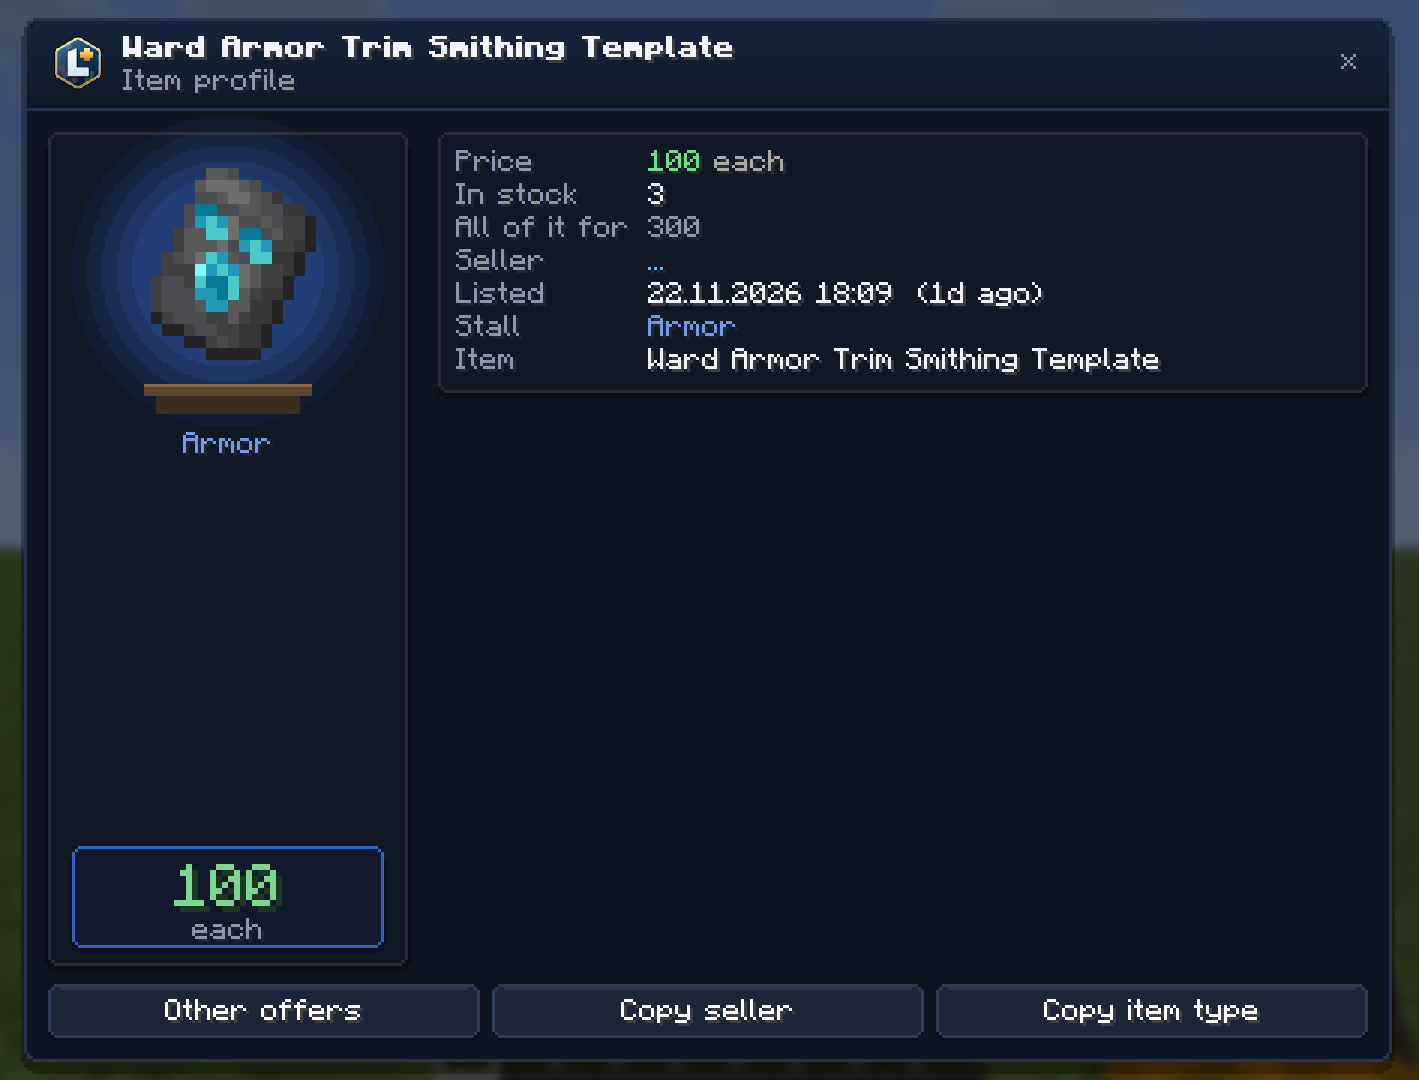 Ward Armor Trim Smithing Template
Item profile
×
Armor
100
each
Price 100 each
In stock 3
All of it for 300
Seller ...
Listed 22.11.2026 18:09 (1d ago)
Stall Armor
Item Ward Armor Trim Smithing Template
Other offers
Copy seller
Copy item type